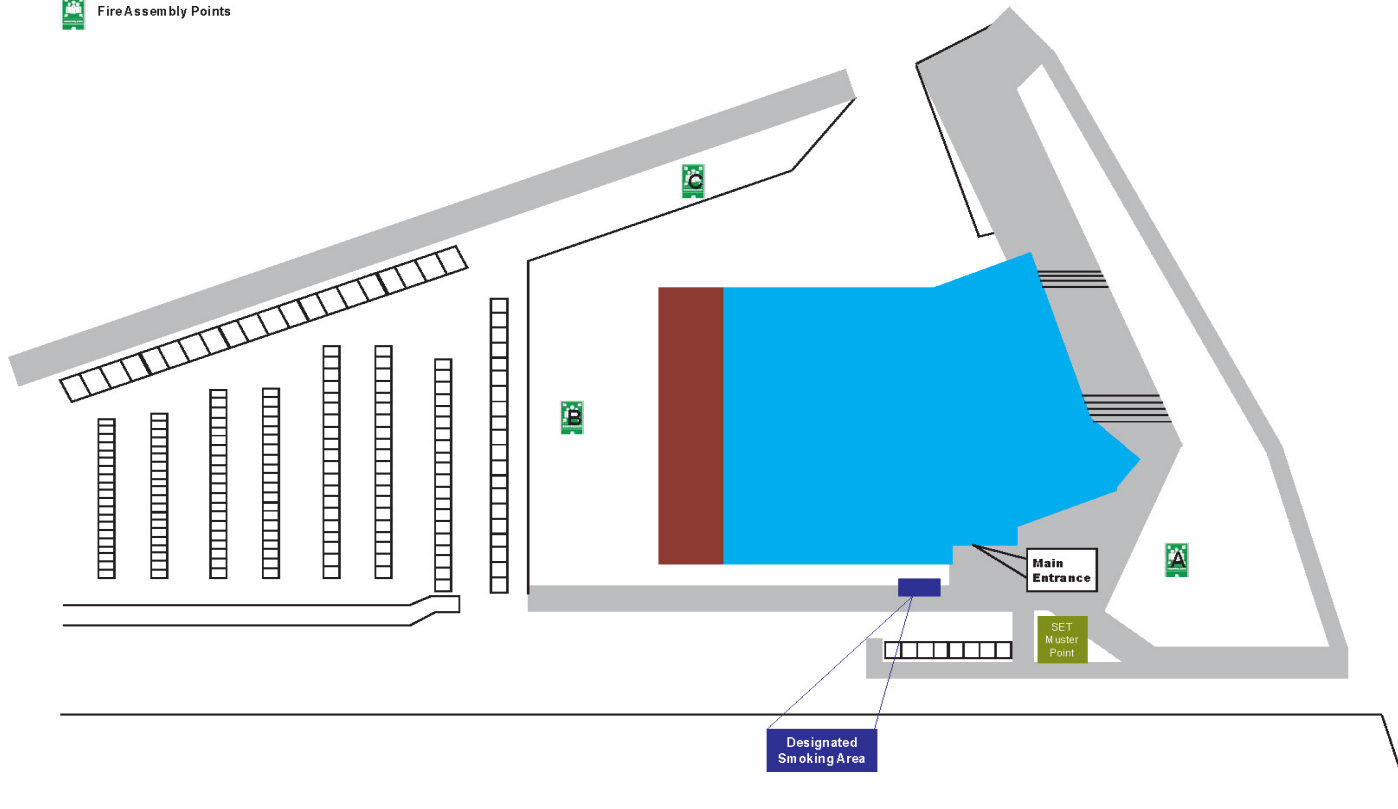 Fire Assembly Points
C
B
A
Main
Entrance
SET
Muster
Point
Designated
Smoking Area